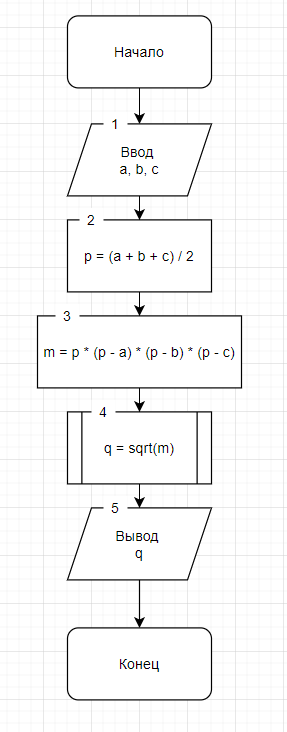 Начало
1
Ввод
a, b, c
2
p = (a + b + c) / 2
3
m = p * (p - a) * (p - b) * (p - c)
4
q = sqrt(m)
5
Вывод
q
Конец